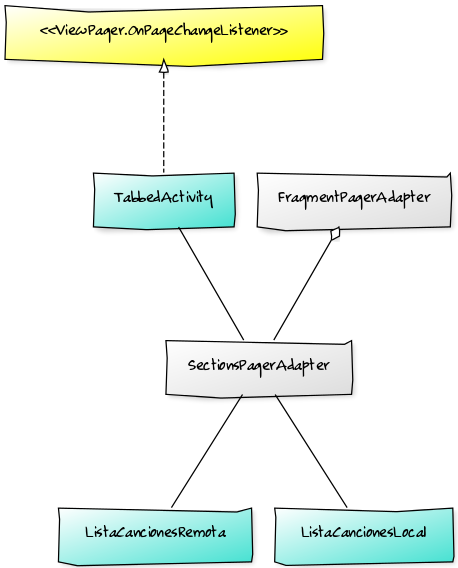 <<ViewPager.OnPageChangeListener>>
TabbedActivity
FragmentPagerAdapter
SectionsPagerAdapter
ListaCancionesRemota
ListaCancionesLocal